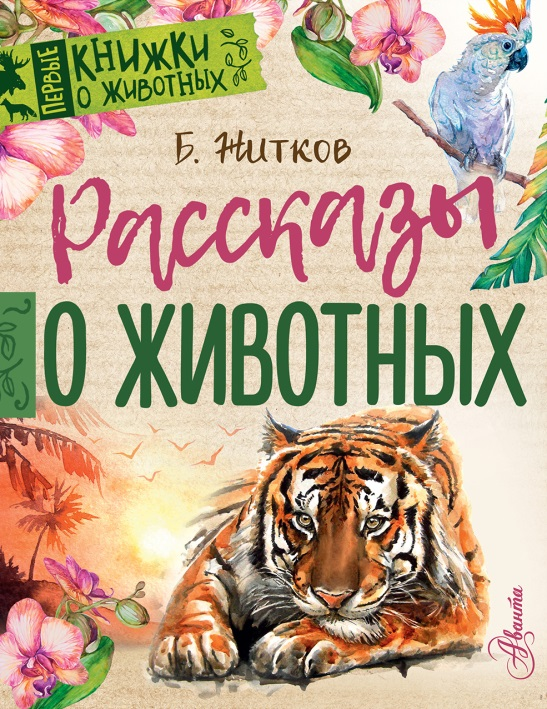 ПЕРВЫЕ
КНИЖКИ
О ЖИВОТНЫХ
Б. Житков
Рассказы
О ЖИВОТНЫХ
Аванта